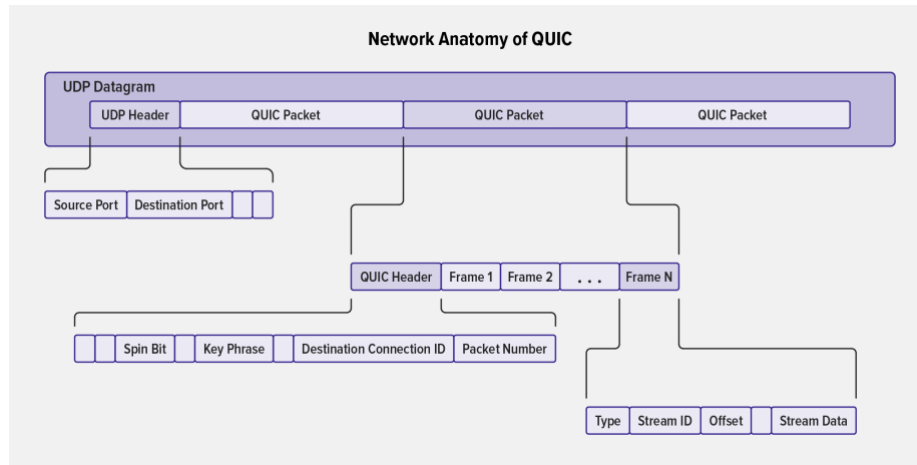 Network Anatomy of QUIC
UDP Datagram
UDP Header QUIC Packet QUIC Packet QUIC Packet
Source Port Destination Port
QUIC Header Frame 1 Frame 2 ... Frame N
Spin Bit Key Phrase Destination Connection ID Packet Number
Type Stream ID Offset Stream Data